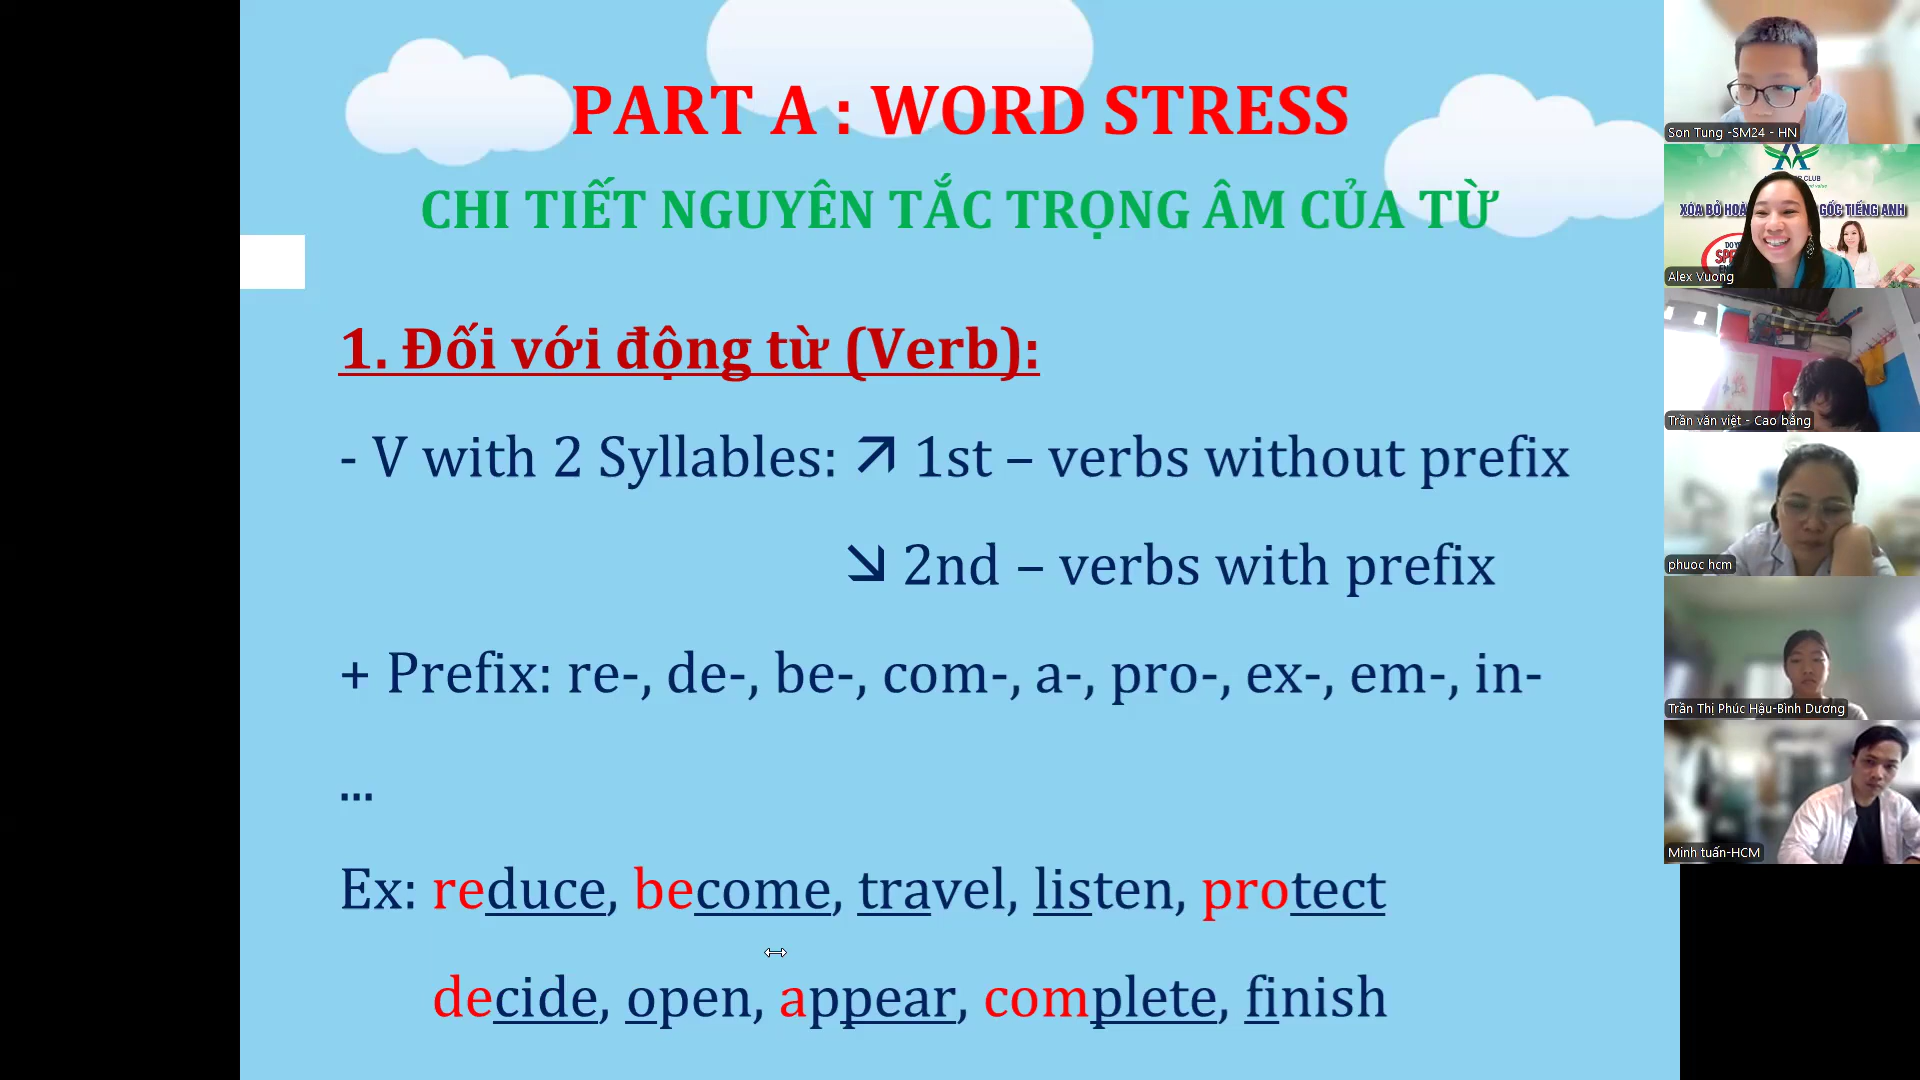 PART A : WORD STRESS
CHI TIẾT NGUYÊN TẮC TRỌNG ÂM CỦA TỪ
1. Đối với động từ (Verb):
- V with 2 Syllables: ↗ 1st – verbs without prefix
↘ 2nd – verbs with prefix
+ Prefix: re-, de-, be-, com-, a-, pro-, ex-, em-, in-
...
Ex: reduce, become, travel, listen, protect
decide, open, appear, complete, finish
Son Tung -SM24 - HN
CLUB
XÓA BỎ GỐC TIẾNG ANH
Alex Vuong
Trần văn việt - Cao bằng
phuoc hcm
Trần Thị Phúc Hậu-Bình Dương
Minh tuấn-HCM